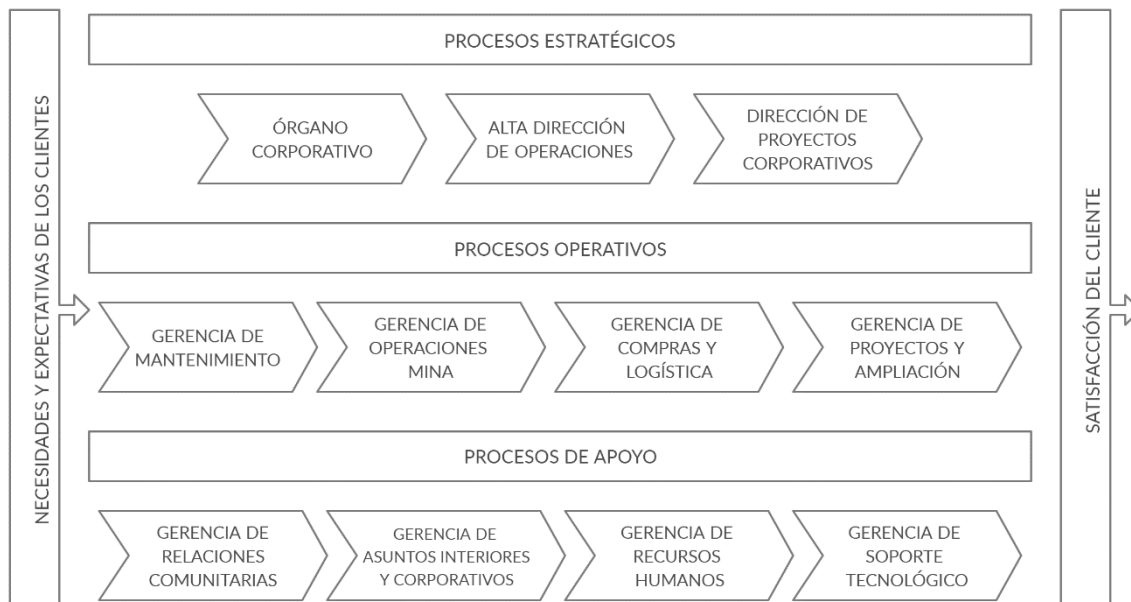 NECESIDADES Y EXPECTATIVAS DE LOS CLIENTES
PROCESOS ESTRATÉGICOS
ÓRGANO
CORPORATIVO
ALTA DIRECCIÓN
DE OPERACIONES
DIRECCIÓN DE
PROYECTOS
CORPORATIVOS
PROCESOS OPERATIVOS
GERENCIA DE
MANTENIMIENTO
GERENCIA DE
OPERACIONES
MINA
GERENCIA DE
COMPRAS Y
LOGÍSTICA
GERENCIA DE
PROYECTOS Y
AMPLIACIÓN
PROCESOS DE APOYO
GERENCIA DE
RELACIONES
COMUNITARIAS
GERENCIA DE
ASUNTOS INTERIORES
Y CORPORATIVOS
GERENCIA DE
RECURSOS
HUMANOS
GERENCIA DE
SOPORTE
TECNOLÓGICO
SATISFACCIÓN DEL CLIENTE